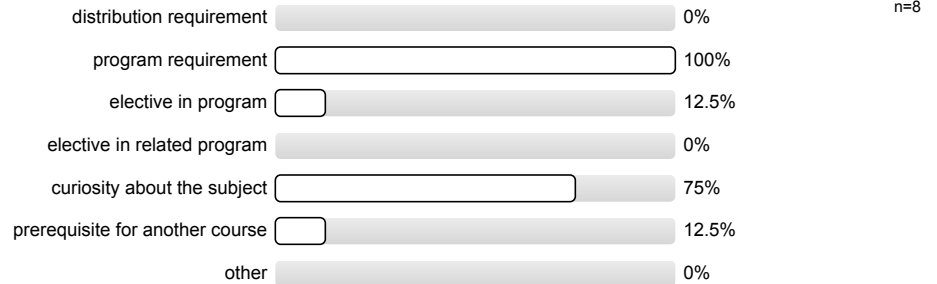 n=8
distribution requirement 0%
program requirement 100%
elective in program 12.5%
elective in related program 0%
curiosity about the subject 75%
prerequisite for another course 12.5%
other 0%